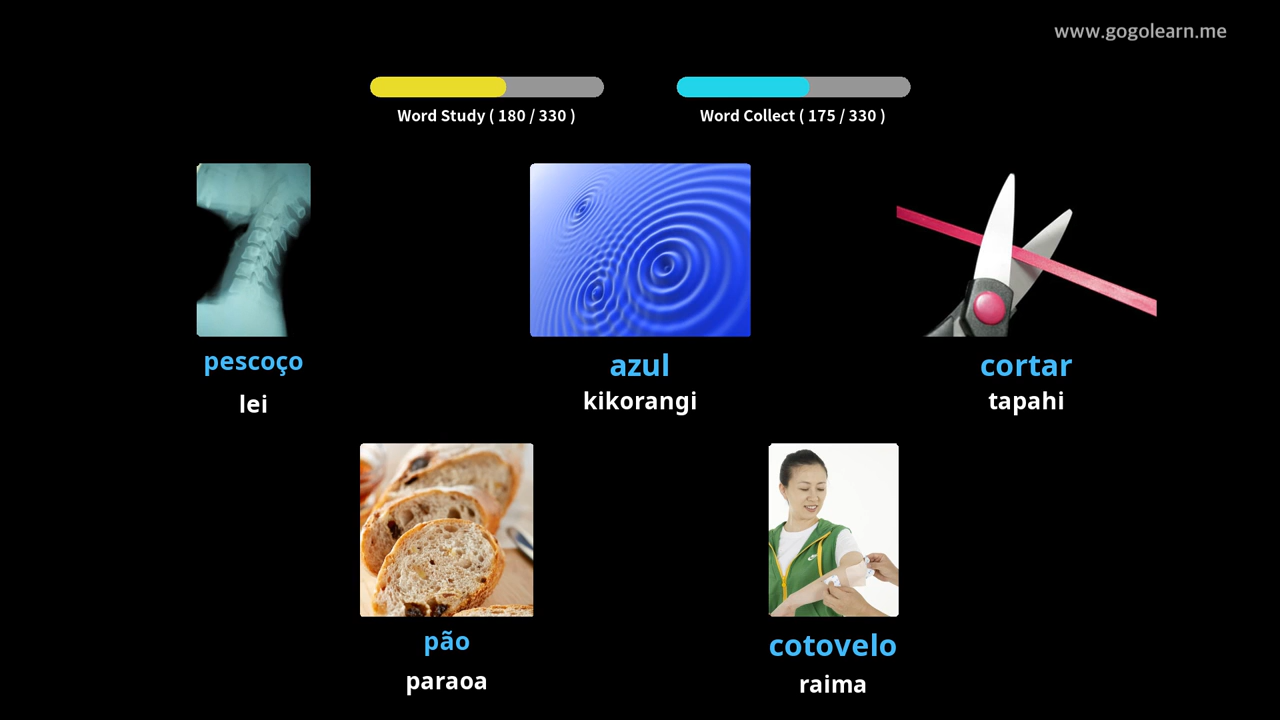 www.gogolearn.me
Word Study ( 180 / 330 )
Word Collect ( 175 / 330 )
pescoço
lei
azul
kikorangi
cortar
tapahi
pão
paraoa
cotovelo
raima